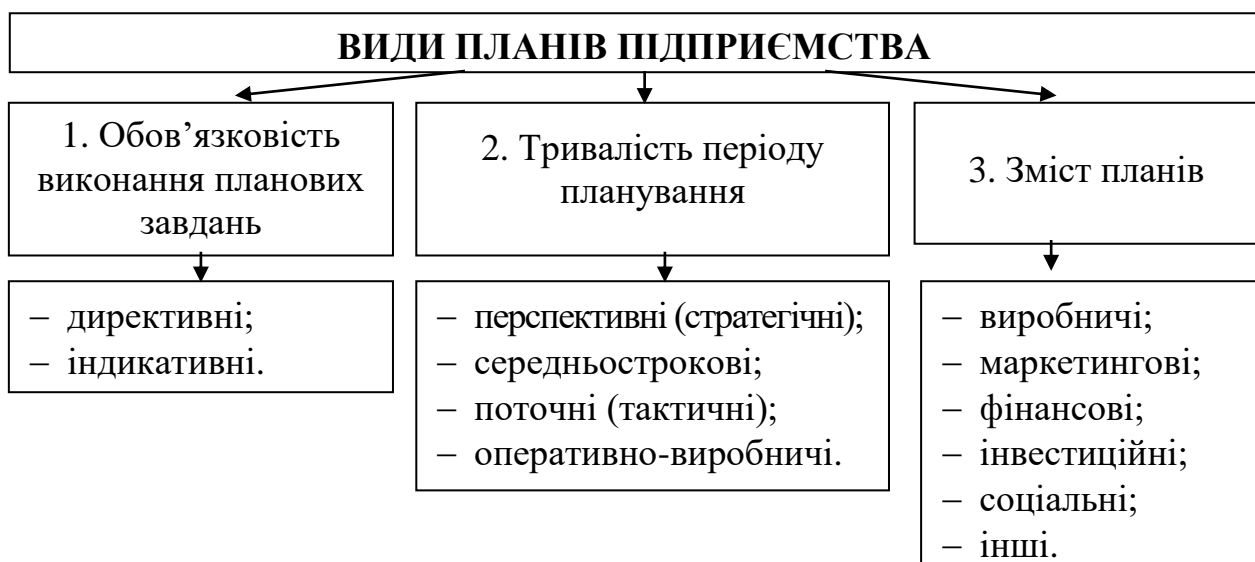 ВИДИ ПЛАНІВ ПІДПРИЄМСТВА
1. Обов’язковість
виконання планових
завдань
2. Тривалість періоду
планування
3. Зміст планів
− директивні;
− індикативні.
− перспективні (стратегічні);
− середньострокові;
− поточні (тактичні);
− оперативно-виробничі.
− виробничі;
− маркетингові;
− фінансові;
− інвестиційні;
− соціальні;
− інші.